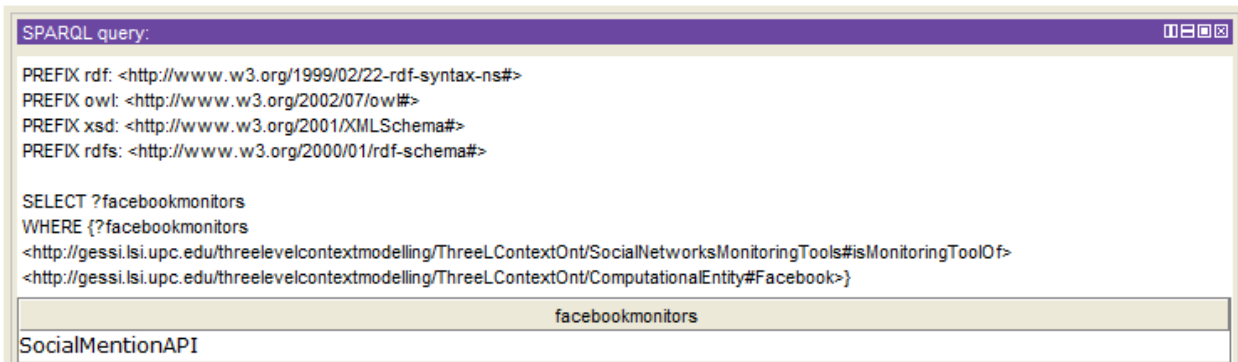 SPARQL query:
PREFIX rdf: <http://www.w3.org/1999/02/22-rdf-syntax-ns#>
PREFIX owl: <http://www.w3.org/2002/07/owl#>
PREFIX xsd: <http://www.w3.org/2001/XMLSchema#>
PREFIX rdfs: <http://www.w3.org/2000/01/rdf-schema#>
SELECT ?facebookmonitors
WHERE {?facebookmonitors
<http://gessi.lsi.upc.edu/threelevelcontextmodelling/ThreeLContextOnt/SocialNetworksMonitoringTools#isMonitoringToolOf>
<http://gessi.lsi.upc.edu/threelevelcontextmodelling/ThreeLContextOnt/ComputationalEntity#Facebook>}
facebookmonitors
SocialMentionAPI